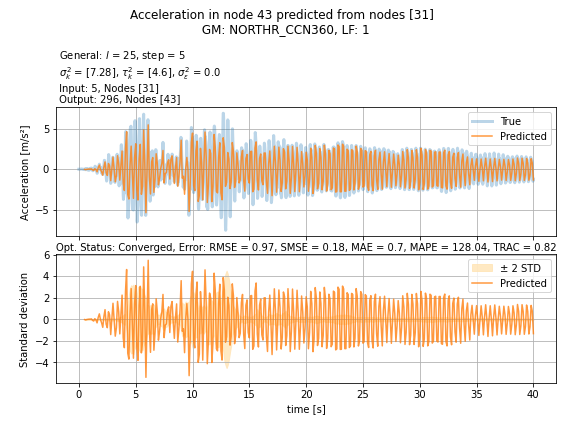 Acceleration in node 43 predicted from nodes [31]
GM: NORTHR_CCN360, LF: 1
General: l = 25, step = 5
σ²ₖ = [7.28], τ²ₖ = [4.6], σ²ε = 0.0
Input: 5, Nodes [31]
Output: 296, Nodes [43]
Acceleration [m/s²]
5
0
−5
True
Predicted
Opt. Status: Converged, Error: RMSE = 0.97, SMSE = 0.18, MAE = 0.7, MAPE = 128.04, TRAC = 0.82
Standard deviation
6
4
2
0
−2
−4
± 2 STD
Predicted
0 5 10 15 20 25 30 35 40
time [s]